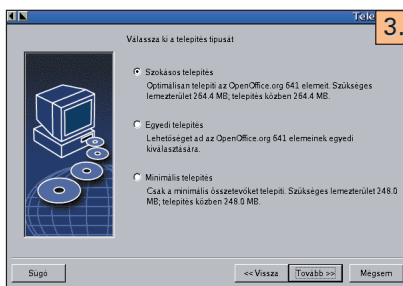 Tele
3.
Válassza ki a telepítés típusát
Szokásos telepítés
Optimálisan telepíti az OpenOffice.org 641 elemeit. Szükséges
lemezterület 264.4 MB; telepítés közben 264.4 MB.
Egyedi telepítés
Lehetőséget ad az OpenOffice.org 641 elemeinek egyedi
kiválasztására.
Minimális telepítés
Csak a minimális összetevőket telepíti. Szükséges lemezterület 248.0
MB; telepítés közben 248.0 MB.
Súgó
<< Vissza
Tovább >>
Mégsem